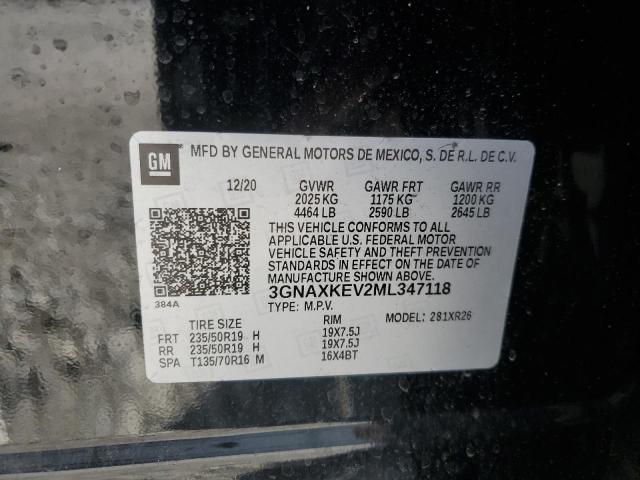 GM
MFD BY GENERAL MOTORS DE MEXICO, S. DE R.L. DE C.V.
12/20 GVWR GAWR FRT GAWR RR
2025 KG 1175 KG 1200 KG
4464 LB 2590 LB 2645 LB
THIS VEHICLE CONFORMS TO ALL
APPLICABLE U.S. FEDERAL MOTOR
VEHICLE SAFETY AND THEFT PREVENTION
STANDARDS IN EFFECT ON THE DATE
OF MANUFACTURE SHOWN ABOVE.
384A
3GNAXKEV2ML347118
TYPE: M.P.V.
MODEL: 281XR26
TIRE SIZE RIM
FRT 235/50R19 H 19X7.5J
RR 235/50R19 H 19X7.5J
SPA T135/70R16 M 16X4BT